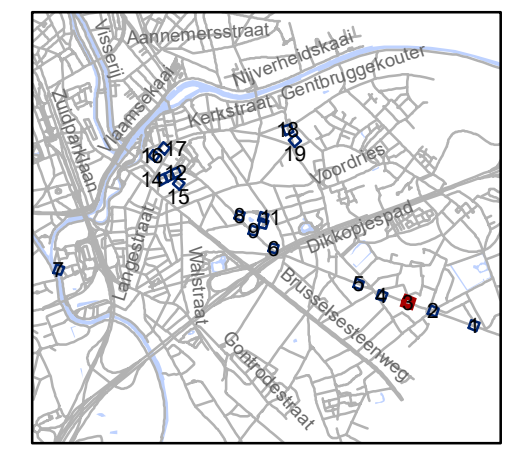 Visserij
Aannemersstraat
Nijverheidskaai
Vlaamsekaai
Gentbruggekouter
Zuidparklaan
Kerkstraat
18
19
17
16
Voordries
12
14
15
8
11
9
Dikkopjespad
6
Langestraat
Walstraat
7
Brusselsesteenweg
5
4
3
2
1
Gontrodestraat